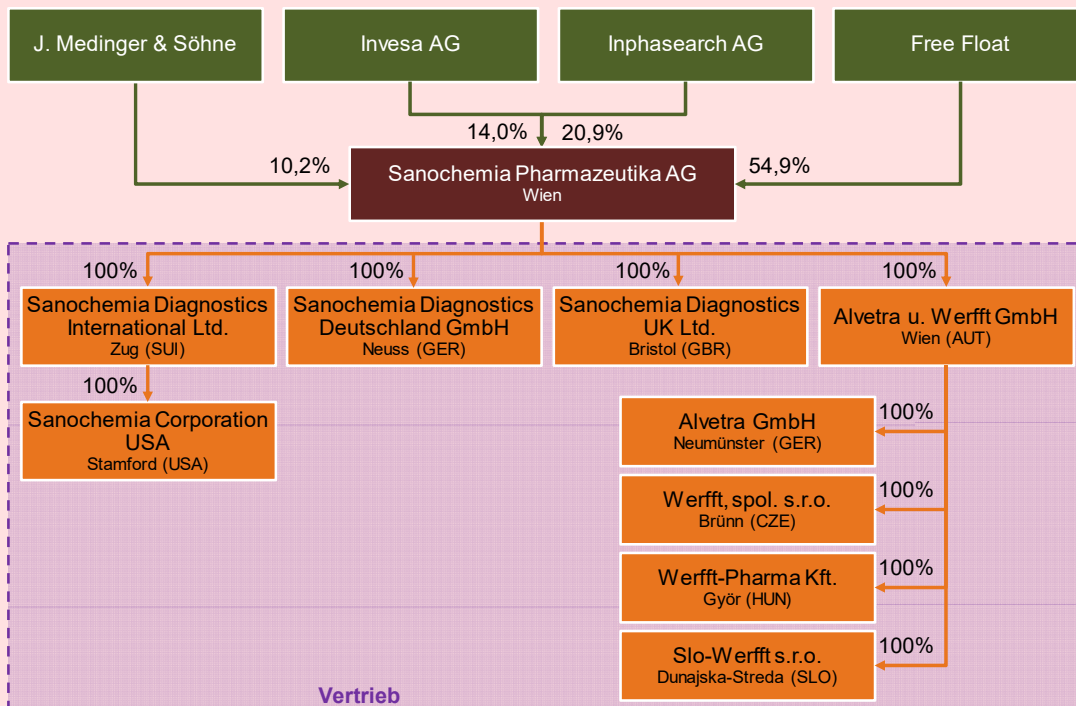 J. Medinger & Söhne
Invesa AG
Inphasearch AG
Free Float
14,0%
20,9%
10,2%
54,9%
Sanochemia Pharmazeutika AG
Wien
100%
100%
100%
100%
Sanochemia Diagnostics
International Ltd.
Zug (SUI)
Sanochemia Diagnostics
Deutschland GmbH
Neuss (GER)
Sanochemia Diagnostics
UK Ltd.
Bristol (GBR)
Alvetra u. Werfft GmbH
Wien (AUT)
100%
Sanochemia Corporation
USA
Stamford (USA)
100%
Alvetra GmbH
Neumünster (GER)
100%
Werfft, spol. s.r.o.
Brünn (CZE)
100%
Werfft-Pharma Kft.
Györ (HUN)
100%
Slo-Werfft s.r.o.
Dunajska-Streda (SLO)
Vertrieb